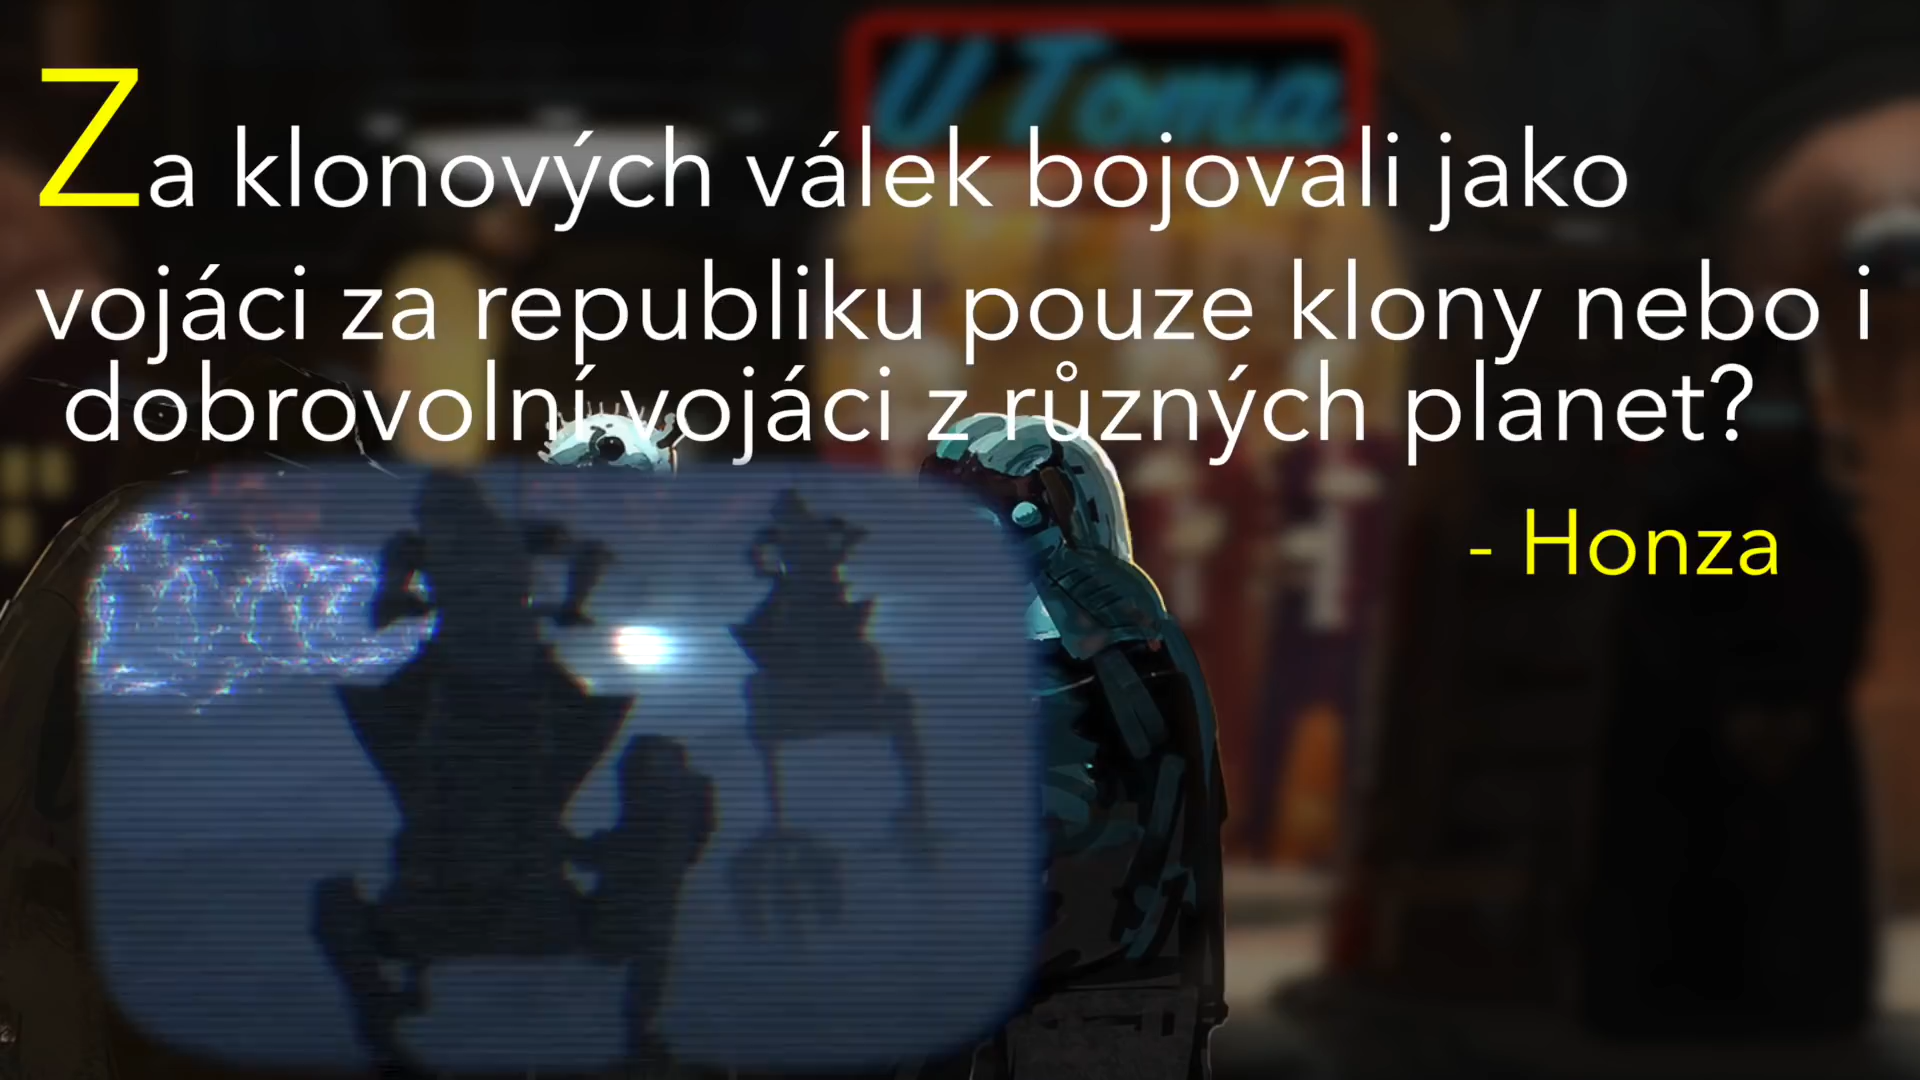 U Toma
Za klonových válek bojovali jako
vojáci za republiku pouze klony nebo i
dobrovolní vojáci z různých planet?
- Honza